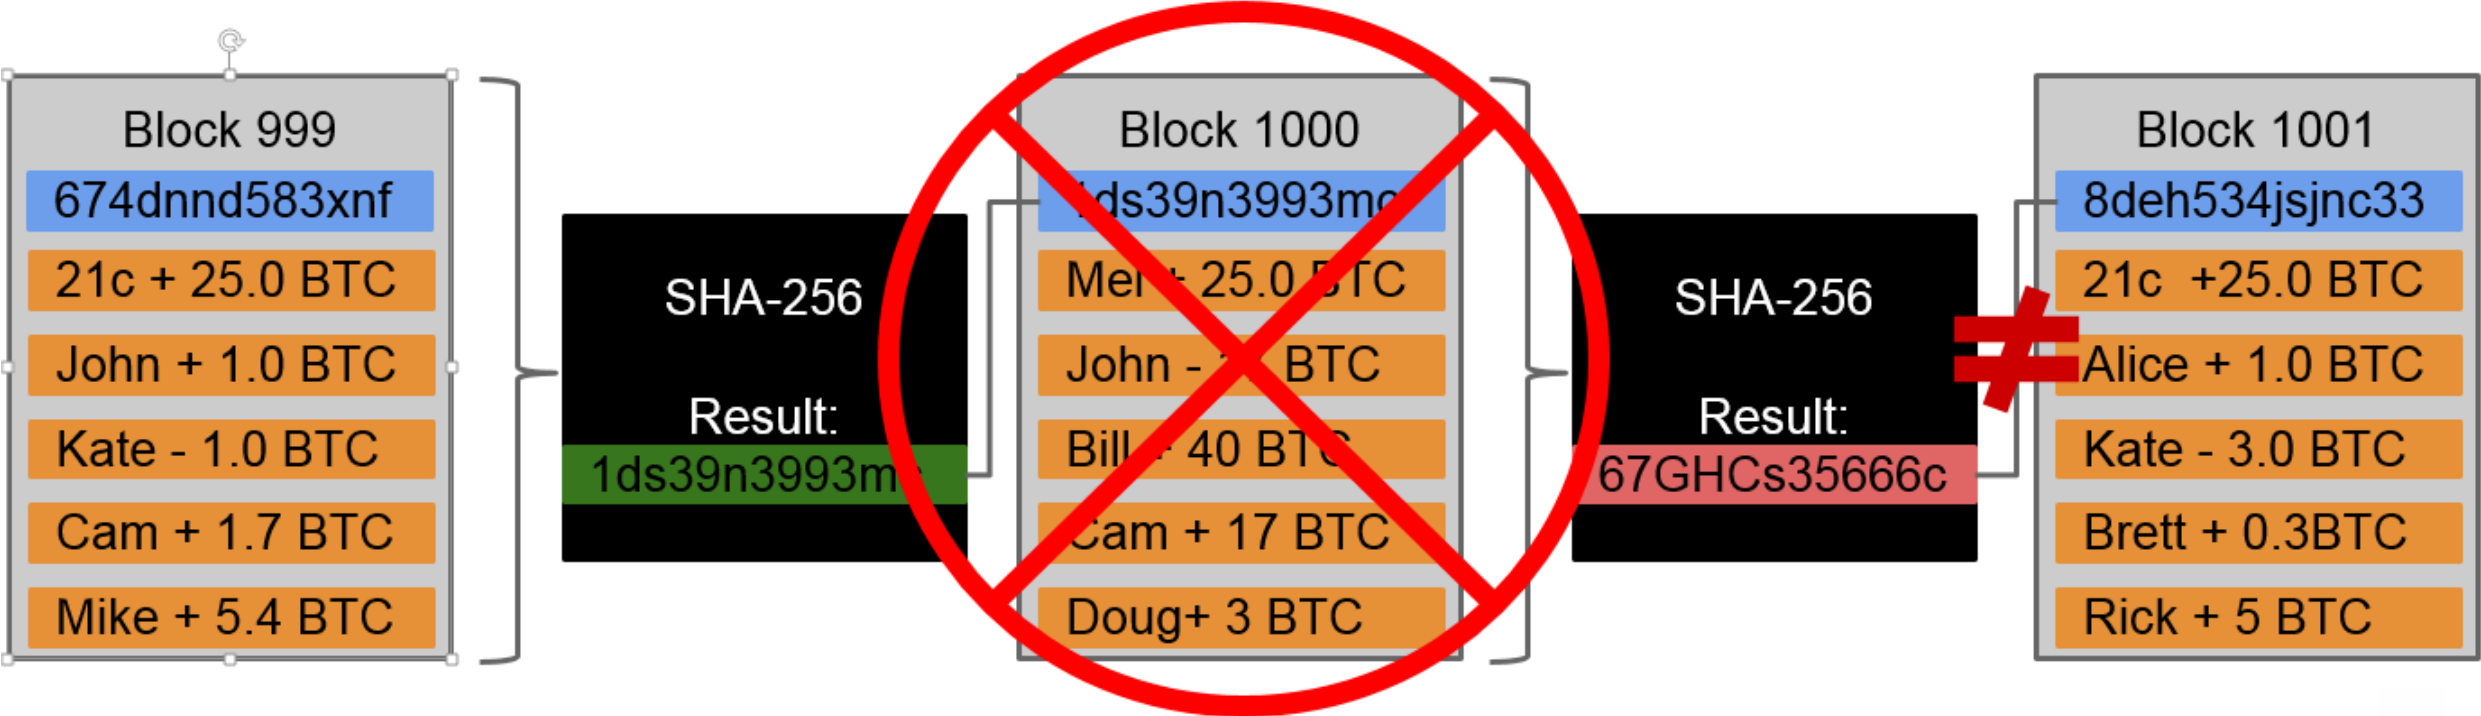 Block 999
674dnnd583xnf
21c + 25.0 BTC
John + 1.0 BTC
Kate - 1.0 BTC
Cam + 1.7 BTC
Mike + 5.4 BTC
SHA-256
Result:
1ds39n3993mc
Block 1000
1ds39n3993mc
Mel + 25.0 BTC
John - BTC
Bill + 40 BTC
Cam + 17 BTC
Doug+ 3 BTC
SHA-256
Result:
67GHCs35666c
≠
Block 1001
8deh534jsjnc33
21c +25.0 BTC
Alice + 1.0 BTC
Kate - 3.0 BTC
Brett + 0.3BTC
Rick + 5 BTC